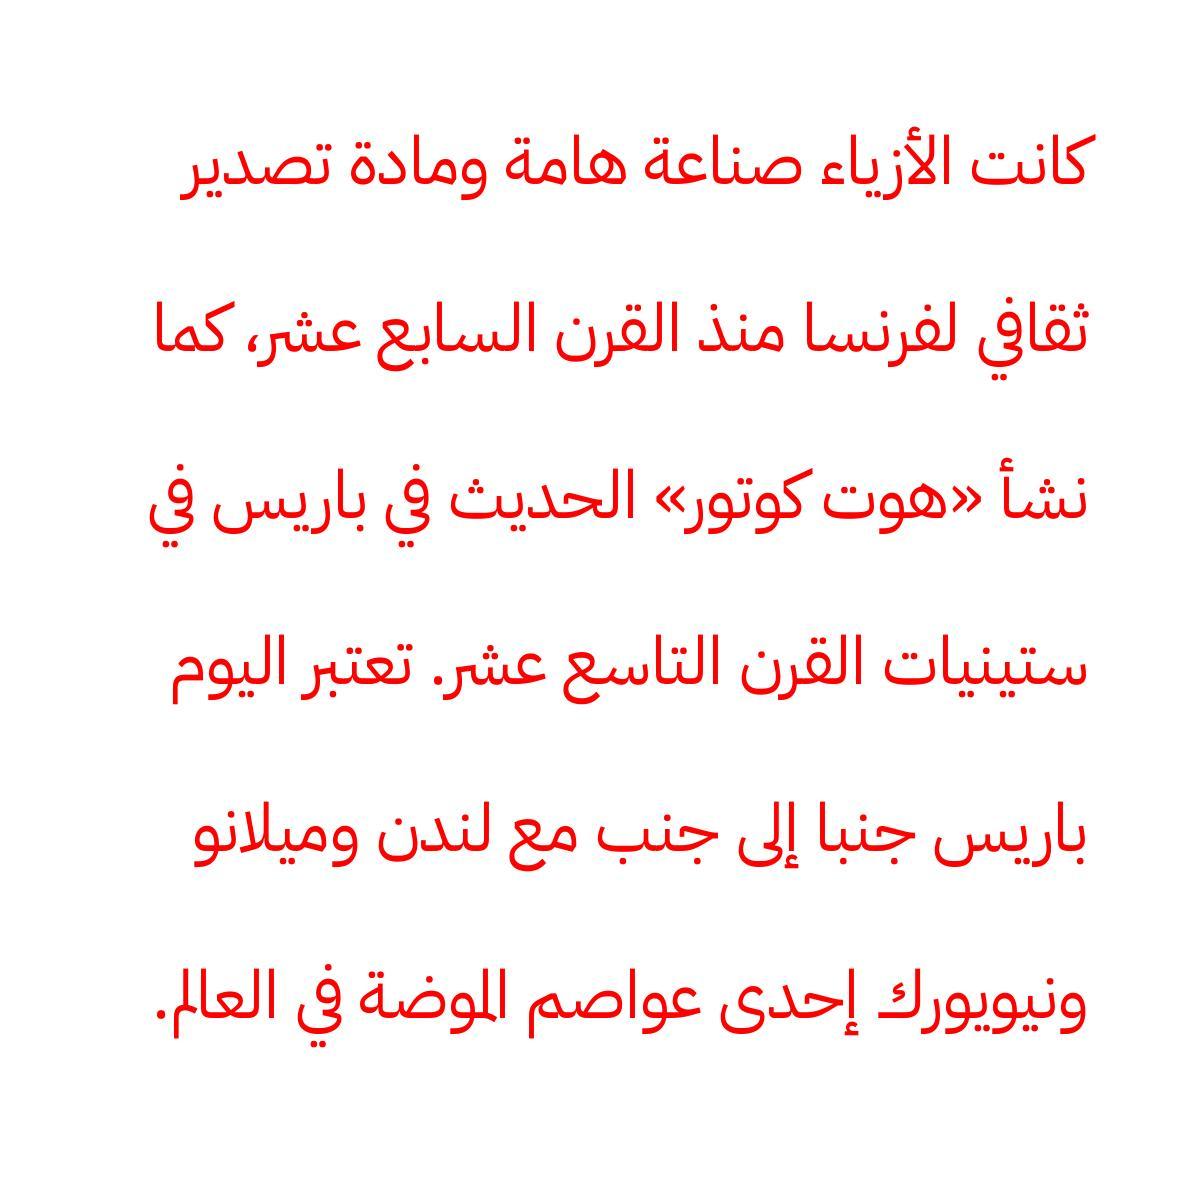 كانت الأزياء صناعة هامة ومادة تصدير
ثقافي لفرنسا منذ القرن السابع عشر، كما
نشأ «هوت كوتور» الحديث في باريس في
ستينيات القرن التاسع عشر. تعتبر اليوم
باريس جنبا إلى جنب مع لندن وميلانو
ونيويورك إحدى عواصم الموضة في العالم.